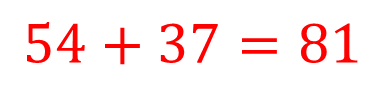 54 + 37 = 81